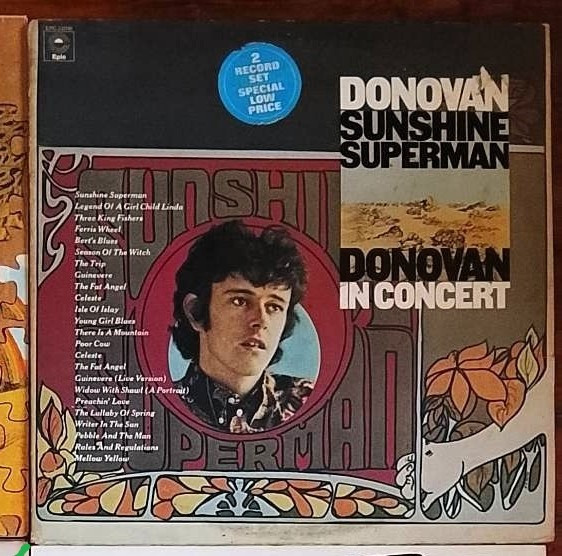 Epic
2
RECORD
SET
SPECIAL
LOW
PRICE
DONOVAN
SUNSHINE
SUPERMAN
DONOVAN
IN CONCERT
SUNSHI
SUPERMAN
Sunshine Superman
Legend Of A Girl Child Linda
Three King Fishers
Ferris Wheel
Bert's Blues
Season Of The Witch
The Trip
Guinevere
The Fat Angel
Celeste
Isle Of Islay
Young Girl Blues
There Is A Mountain
Poor Cow
Celeste
The Fat Angel
Guinevere (Live Version)
Widow With Shawl (A Portrait)
Preachin' Love
The Lullaby Of Spring
Writer In The Sun
Pebble And The Man
Rules And Regulations
Mellow Yellow